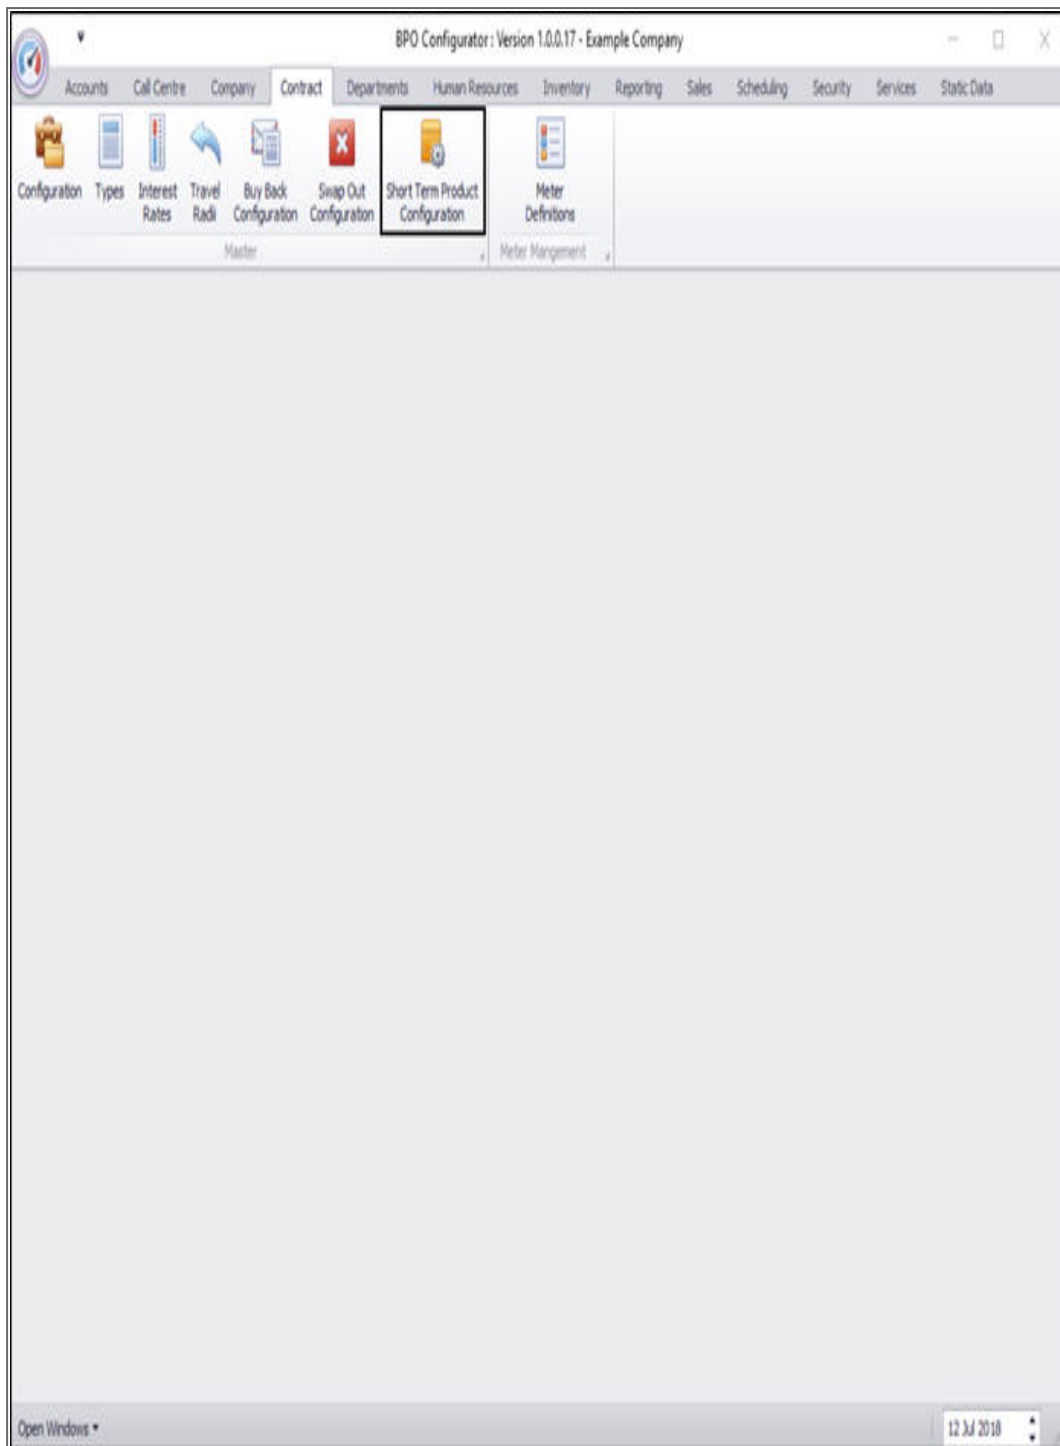 BPO Configurator : Version 1.0.0.17 - Example Company
Accounts Call Centre Company Contract Departments Human Resources Inventory Reporting Sales Scheduling Security Services Static Data
Configuration Types Interest Rates Travel Radii Buy Back Configuration Swap Out Configuration Short Term Product Configuration Meter Definitions
Master Meter Mangement
Open Windows 12 Jul 2018